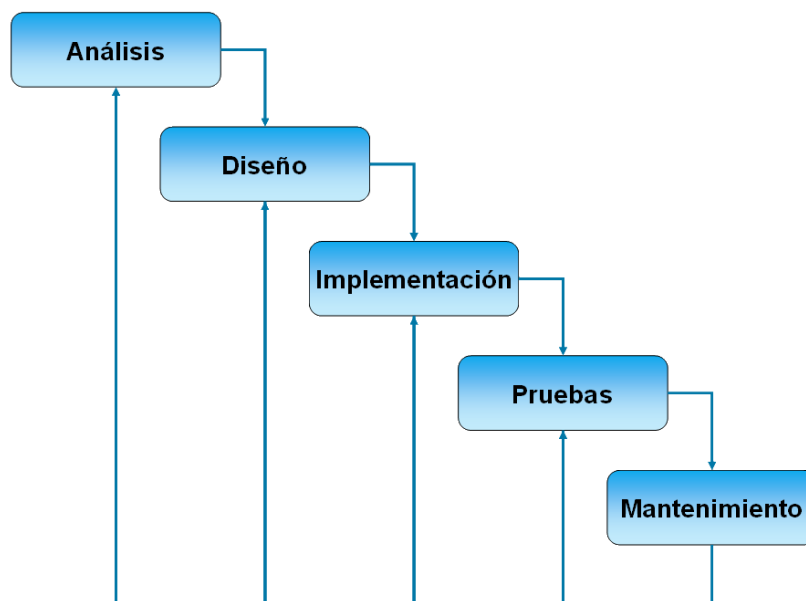 Análisis
Diseño
Implementación
Pruebas
Mantenimiento